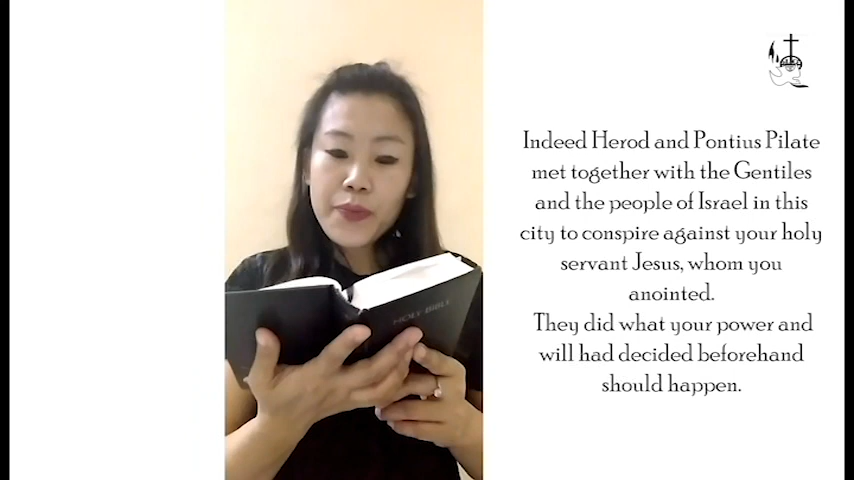 Indeed Herod and Pontius Pilate
met together with the Gentiles
and the people of Israel in this
city to conspire against your holy
servant Jesus, whom you
anointed.
They did what your power and
will had decided beforehand
should happen.
HOLY BIBLE